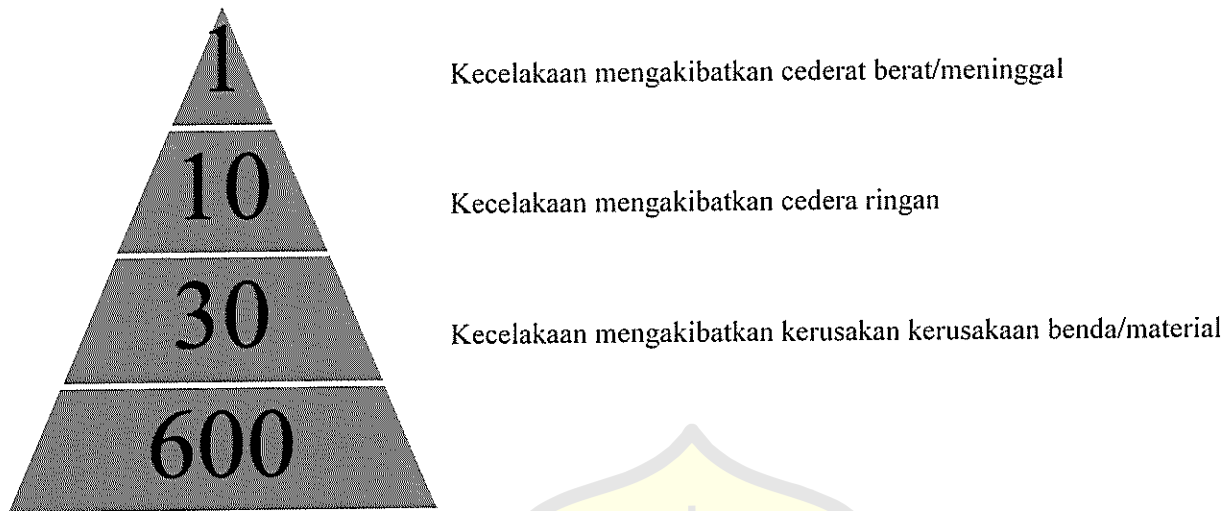 1
Kecelakaan mengakibatkan cederat berat/meninggal
10
Kecelakaan mengakibatkan cedera ringan
30
Kecelakaan mengakibatkan kerusakan kerusakaan benda/material
600